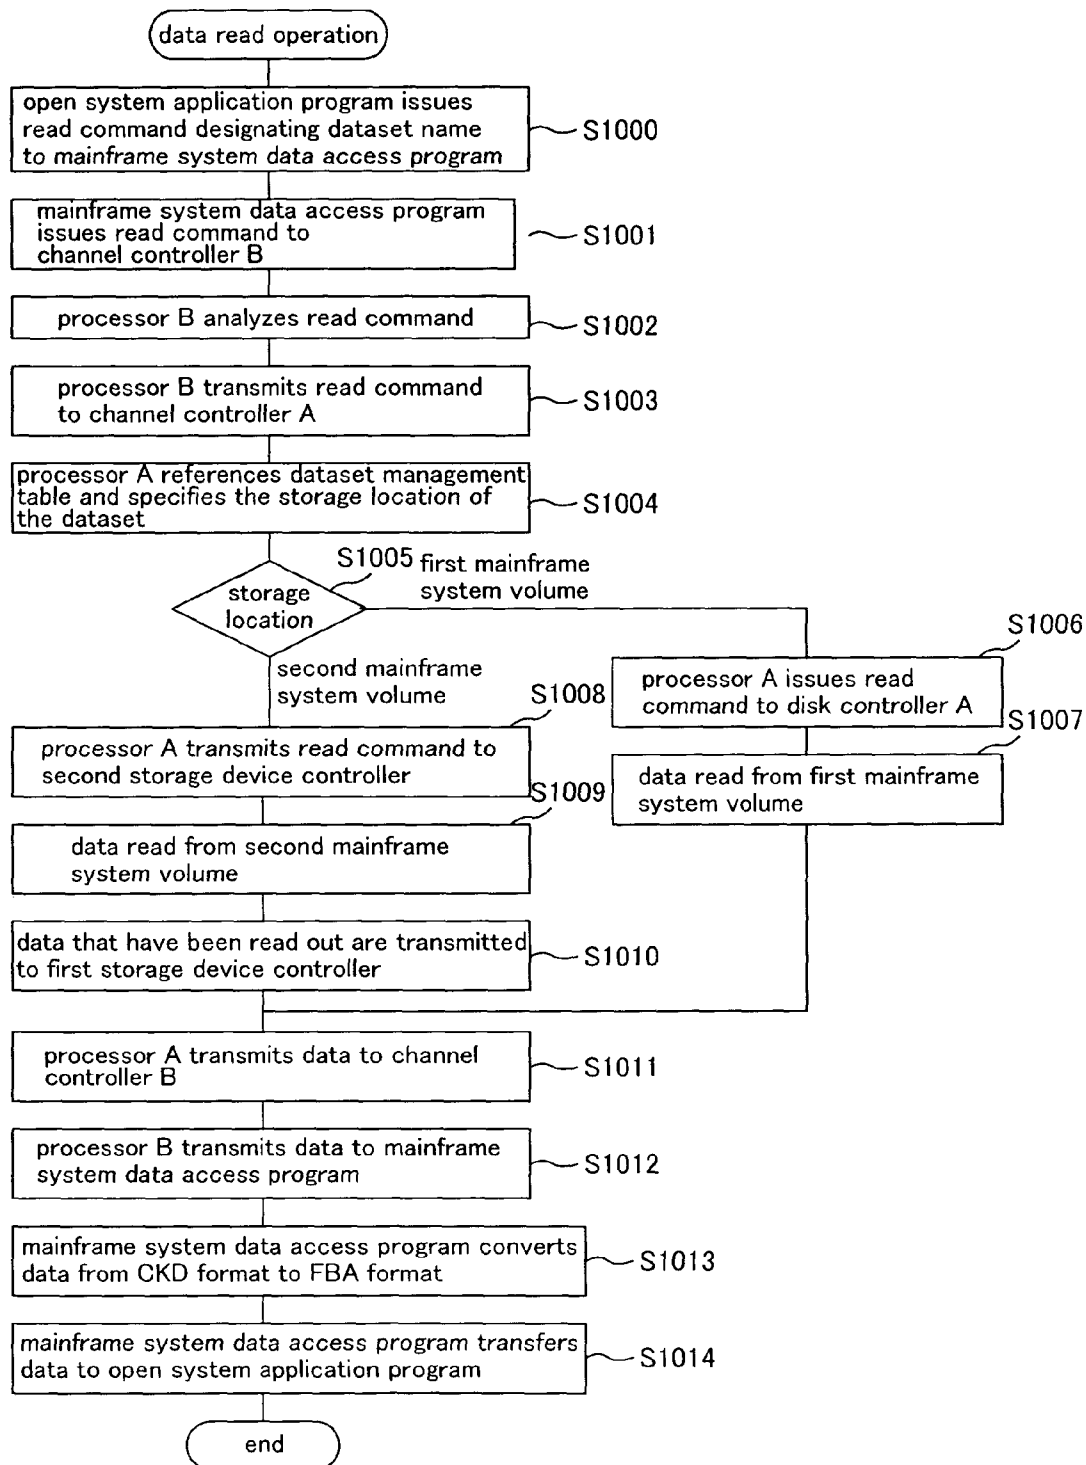 data read operation
open system application program issues
read command designating dataset name
to mainframe system data access program
S1000
mainframe system data access program
issues read command to
channel controller B
S1001
processor B analyzes read command
S1002
processor B transmits read command
to channel controller A
S1003
processor A references dataset management
table and specifies the storage location of
the dataset
S1004
S1005
storage
location
first mainframe
system volume
second mainframe
system volume
S1006
processor A issues read
command to disk controller A
S1007
data read from first mainframe
system volume
S1008
processor A transmits read command to
second storage device controller
S1009
data read from second mainframe
system volume
data that have been read out are transmitted
to first storage device controller
S1010
processor A transmits data to channel
controller B
S1011
processor B transmits data to mainframe
system data access program
S1012
mainframe system data access program converts
data from CKD format to FBA format
S1013
mainframe system data access program transfers
data to open system application program
S1014
end